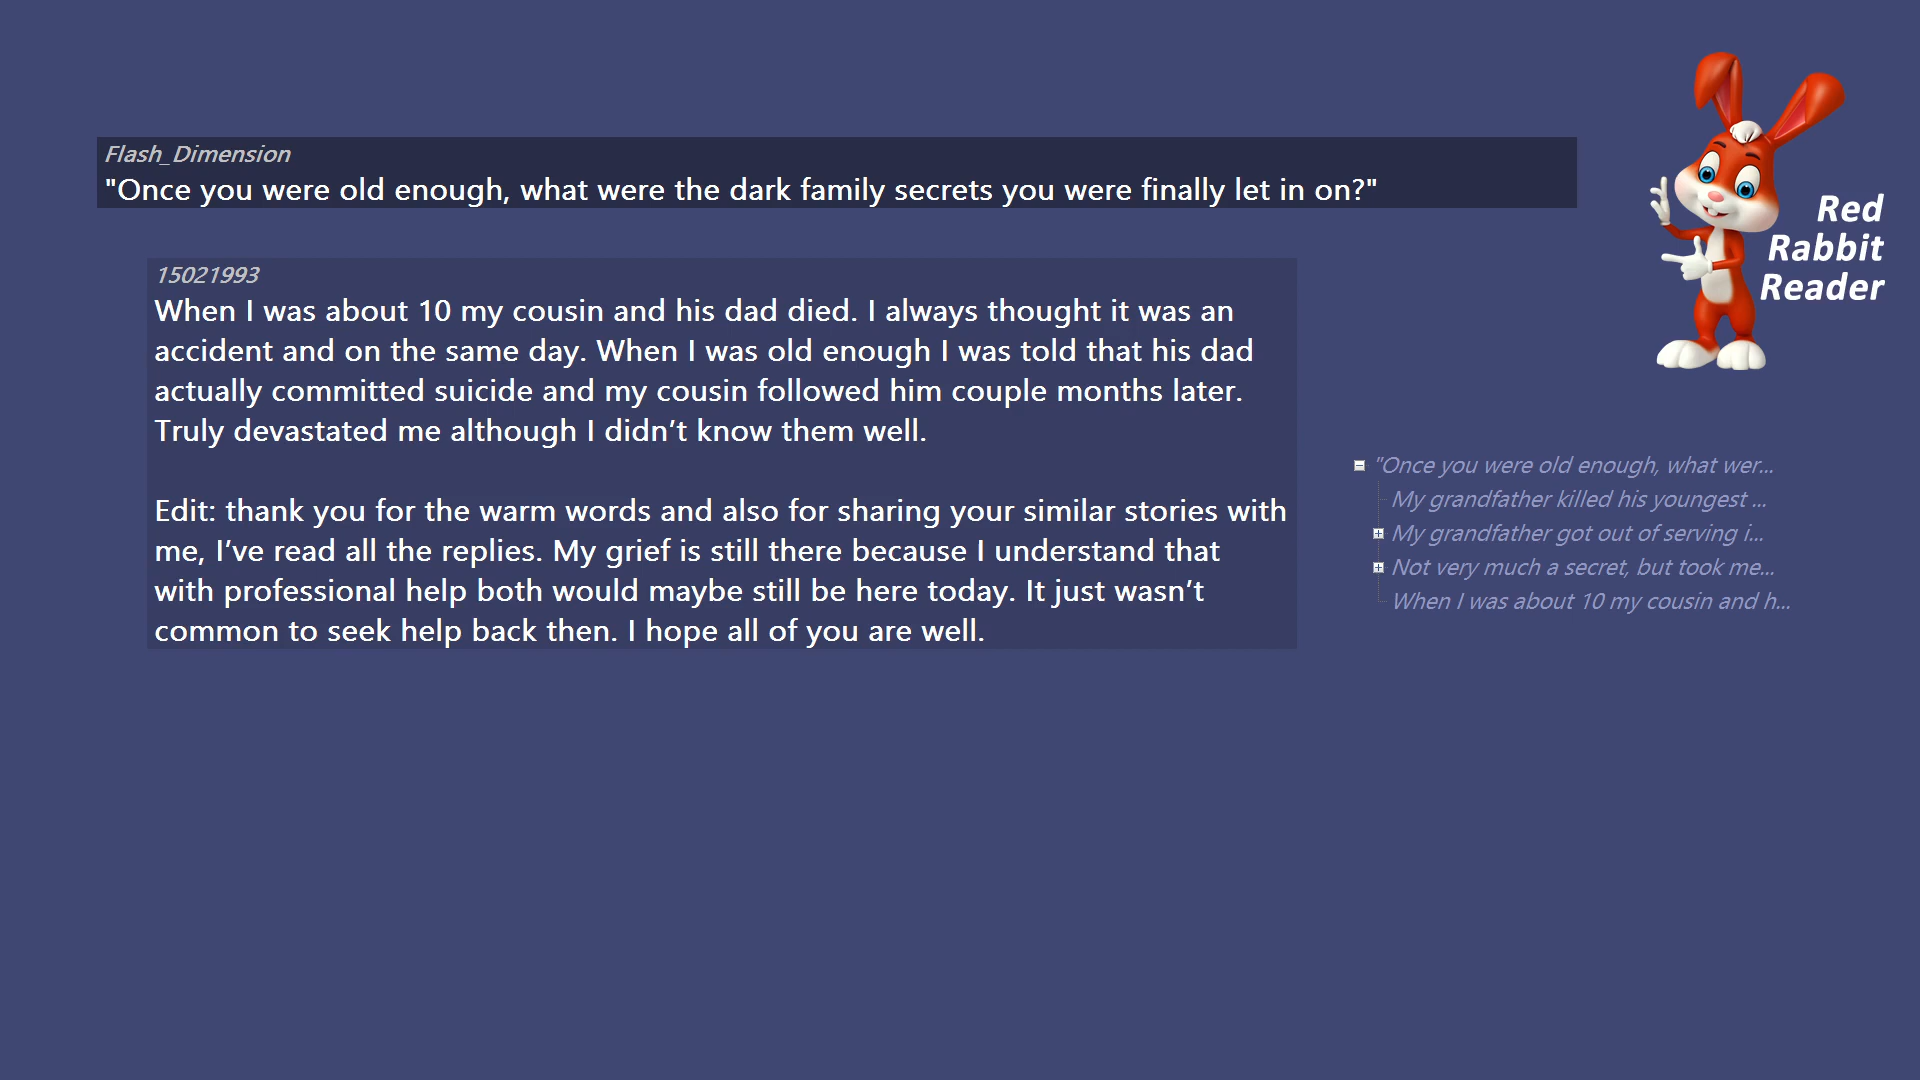 Flash_Dimension
"Once you were old enough, what were the dark family secrets you were finally let in on?"
15021993
When I was about 10 my cousin and his dad died. I always thought it was an
accident and on the same day. When I was old enough I was told that his dad
actually committed suicide and my cousin followed him couple months later.
Truly devastated me although I didn’t know them well.
Edit: thank you for the warm words and also for sharing your similar stories with
me, I’ve read all the replies. My grief is still there because I understand that
with professional help both would maybe still be here today. It just wasn’t
common to seek help back then. I hope all of you are well.
Red
Rabbit
Reader
"Once you were old enough, what wer...
My grandfather killed his youngest ...
My grandfather got out of serving i...
Not very much a secret, but took me...
When I was about 10 my cousin and h...